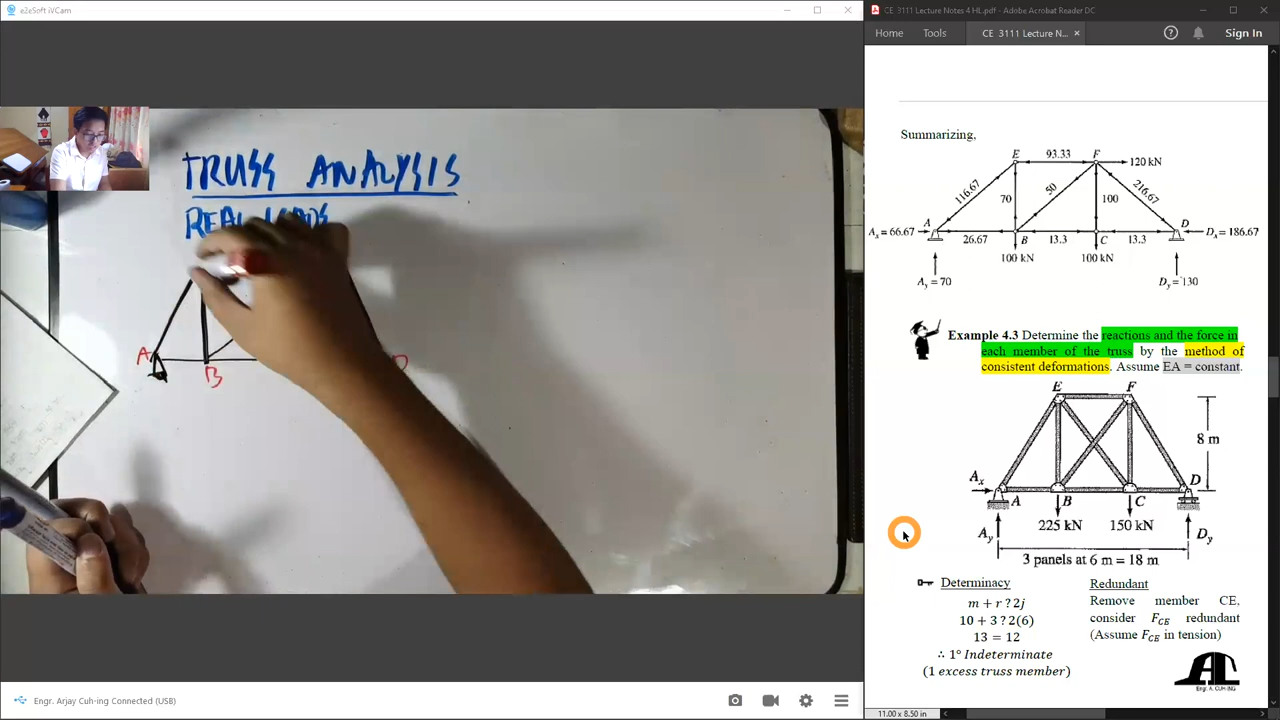 e2eSoft iVCam
TRUSS ANALYSIS
REAL LOADS
A
B
D
Engr. Arjay Cuh-ing Connected (USB)
CE 3111 Lecture Notes 4 HL.pdf - Adobe Acrobat Reader DC
Home Tools CE 3111 Lecture N... × Sign In
Summarizing,
E 93.33 F 120 kN
116.67 70 50 100 216.67
A D
Ax = 66.67 Dx = 186.67
26.67 B 13.3 C 13.3
100 kN 100 kN
Ay = 70 Dy = 130
Example 4.3 Determine the reactions and the force in
each member of the truss by the method of
consistent deformations. Assume EA = constant.
E F
8 m
Ax A B C D
225 kN 150 kN
Ay Dy
3 panels at 6 m = 18 m
Determinacy
m + r ? 2j
10 + 3 ? 2(6)
13 = 12
∴ 1° Indeterminate
(1 excess truss member)
Redundant
Remove member CE,
consider FCE redundant
(Assume FCE in tension)
Engr. A. CUH-ING
11.00 x 8.50 in